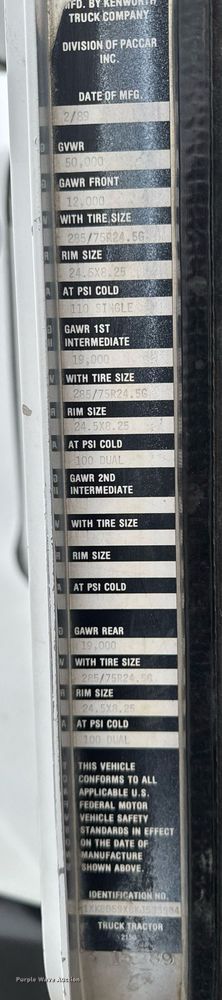 MFD. BY KENWORTH
TRUCK COMPANY
DIVISION OF PACCAR
INC.
DATE OF MFG.
2/89
GVWR
50,000
GAWR FRONT
12,000
WITH TIRE SIZE
285/75R24.5G
RIM SIZE
24.5X8.25
AT PSI COLD
110 SINGLE
GAWR 1ST
INTERMEDIATE
19,000
WITH TIRE SIZE
285/75R24.5G
RIM SIZE
24.5X8.25
AT PSI COLD
100 DUAL
GAWR 2ND
INTERMEDIATE
WITH TIRE SIZE
RIM SIZE
AT PSI COLD
GAWR REAR
19,000
WITH TIRE SIZE
285/75R24.5G
RIM SIZE
24.5X8.25
AT PSI COLD
100 DUAL
THIS VEHICLE
CONFORMS TO ALL
APPLICABLE U.S.
FEDERAL MOTOR
VEHICLE SAFETY
STANDARDS IN EFFECT
ON THE DATE OF
MANUFACTURE
SHOWN ABOVE.
IDENTIFICATION NO.
TRUCK TRACTOR
Purple Wave Auction